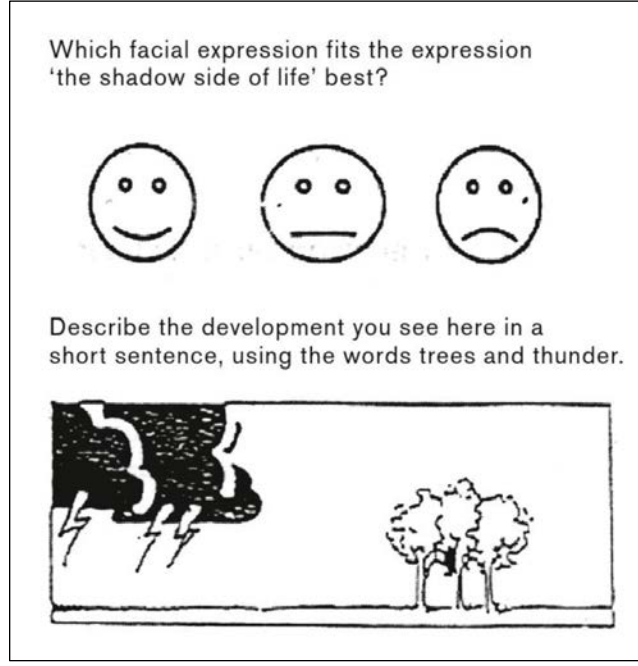 Which facial expression fits the expression
‘the shadow side of life’ best?
Describe the development you see here in a
short sentence, using the words trees and thunder.